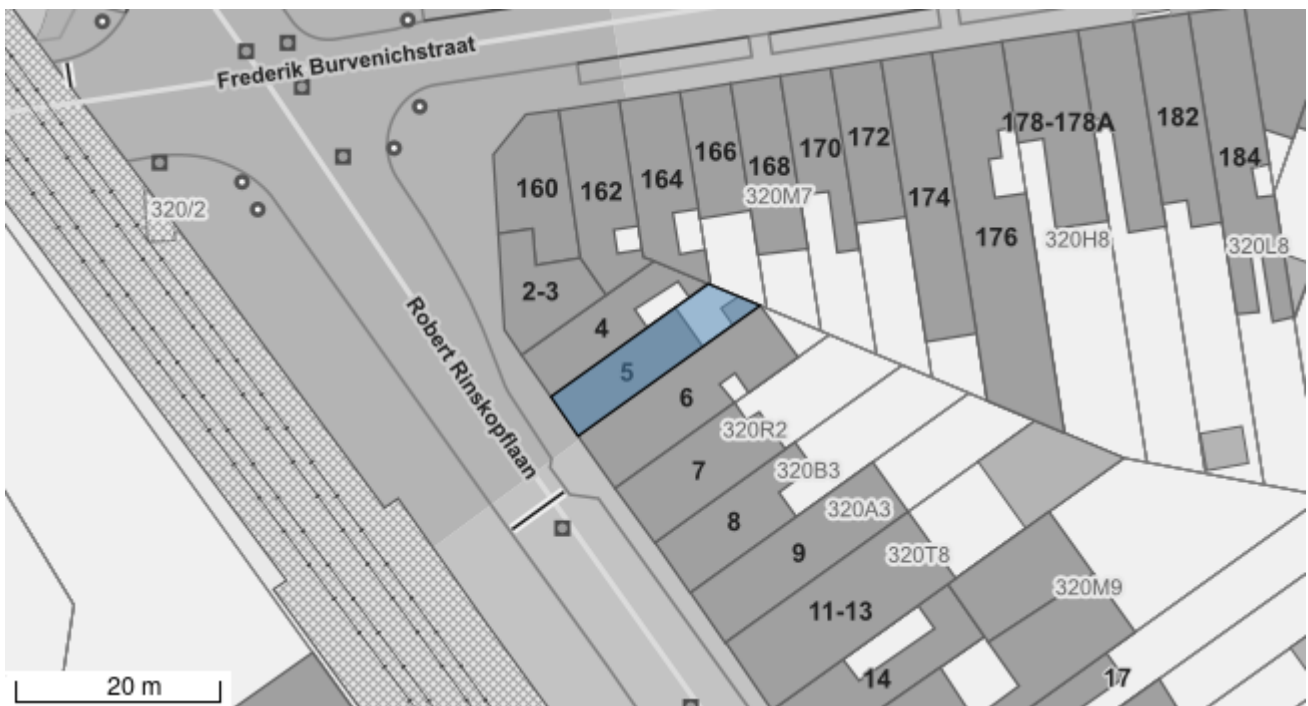 Frederik Burvenichstraat
178-178A
182
172
170
166
168
184
164
160
162
174
320M7
320/2
176
320H8
320L8
2-3
4
5
6
Robert Rinskopflaan
320R2
7
320B3
320A3
8
9
320T8
320M9
11-13
14
17
20 m